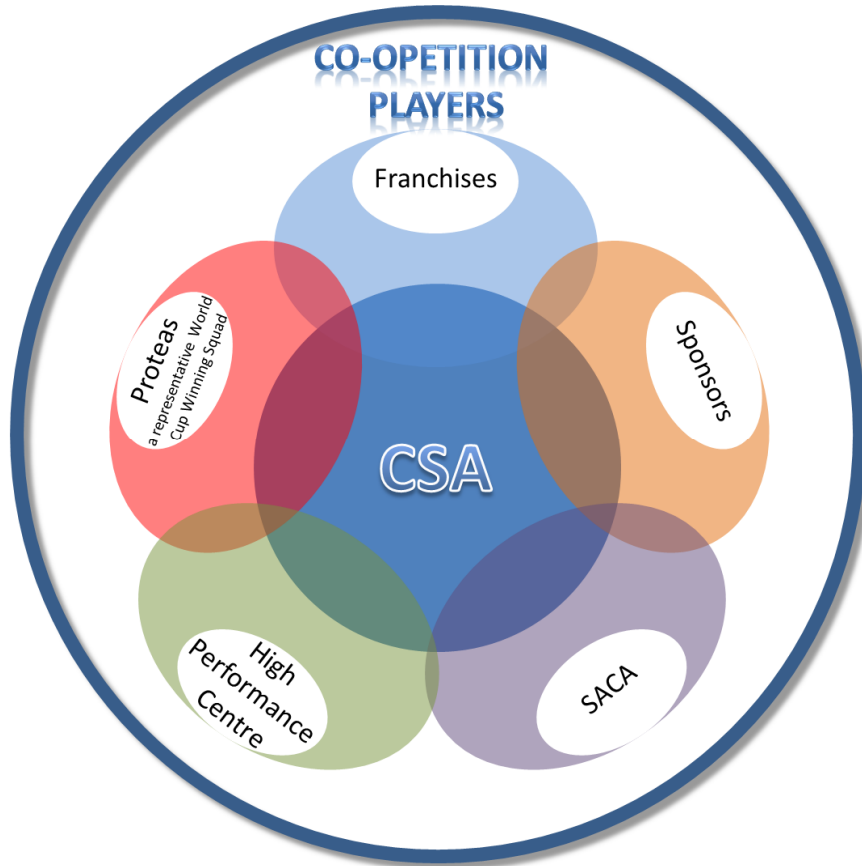 CO-OPETITION
PLAYERS
Franchises
Proteas
a representative World
Cup Winning Squad
Sponsors
CSA
High
Performance
Centre
SACA